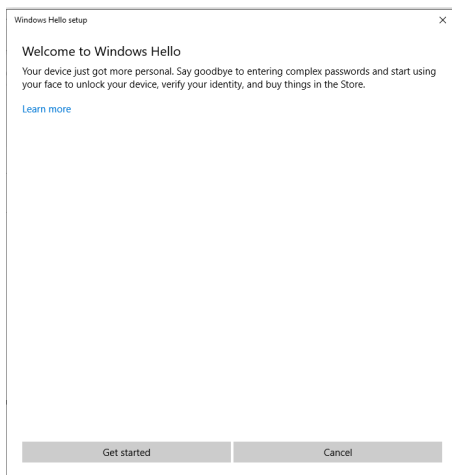 Windows Hello setup
Welcome to Windows Hello
Your device just got more personal. Say goodbye to entering complex passwords and start using
your face to unlock your device, verify your identity, and buy things in the Store.
Learn more
Get started
Cancel